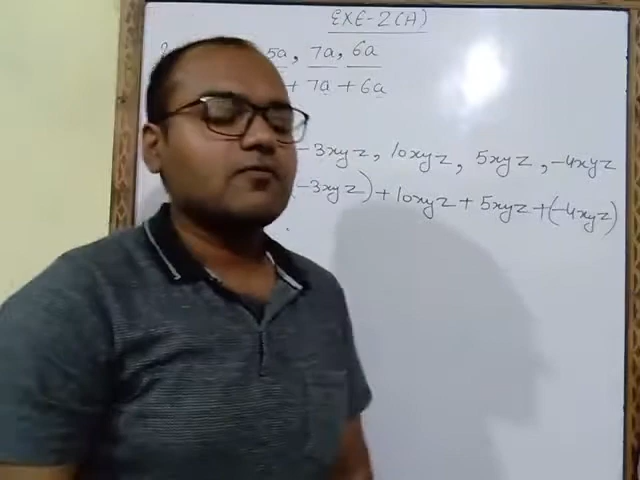 EXE-2(A)
5a, 7a, 6a
+ 7a + 6a
-3xyz, 10xyz, 5xyz, -4xyz
(-3xyz) + 10xyz + 5xyz + (-4xyz)